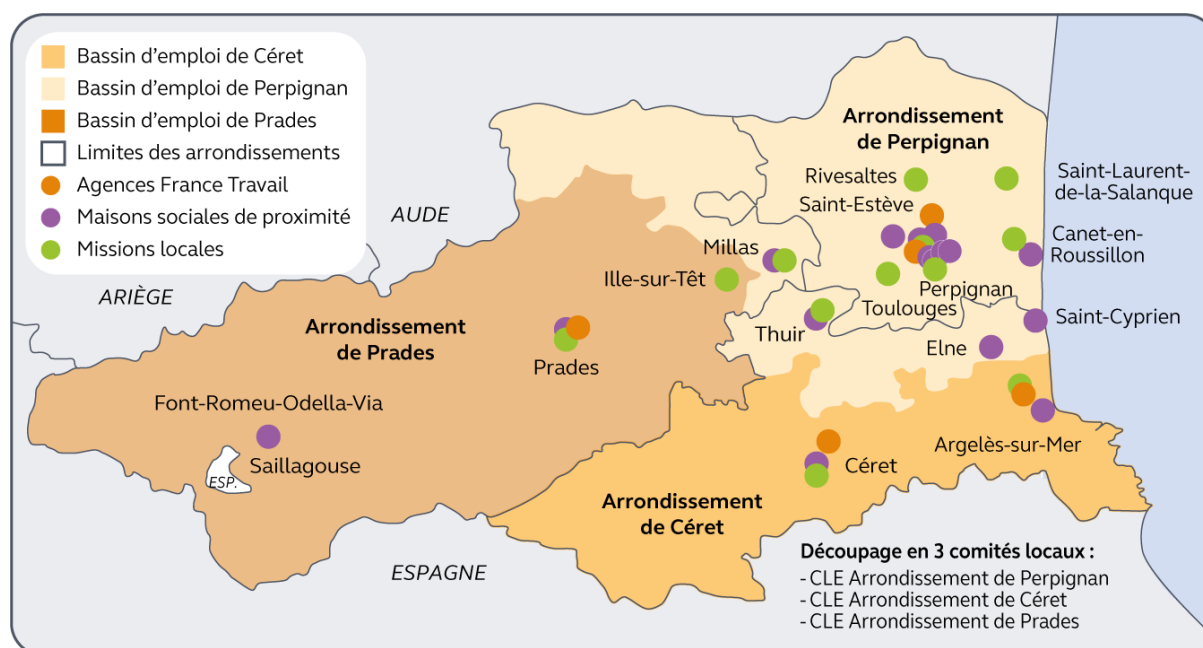 Bassin d'emploi de Céret
Bassin d'emploi de Perpignan
Bassin d'emploi de Prades
Limites des arrondissements
Agences France Travail
Maisons sociales de proximité
Missions locales
AUDE
ARIÈGE
ESPAGNE
ESP.
Arrondissement
de Perpignan
Rivesaltes
Saint-Estève
Saint-Laurent-
de-la-Salanque
Canet-en-
Roussillon
Millas
Ille-sur-Têt
Perpignan
Toulouges
Thuir
Saint-Cyprien
Elne
Arrondissement
de Prades
Prades
Font-Romeu-Odella-Via
Saillagouse
Argelès-sur-Mer
Céret
Arrondissement
de Céret
Découpage en 3 comités locaux :
- CLE Arrondissement de Perpignan
- CLE Arrondissement de Céret
- CLE Arrondissement de Prades